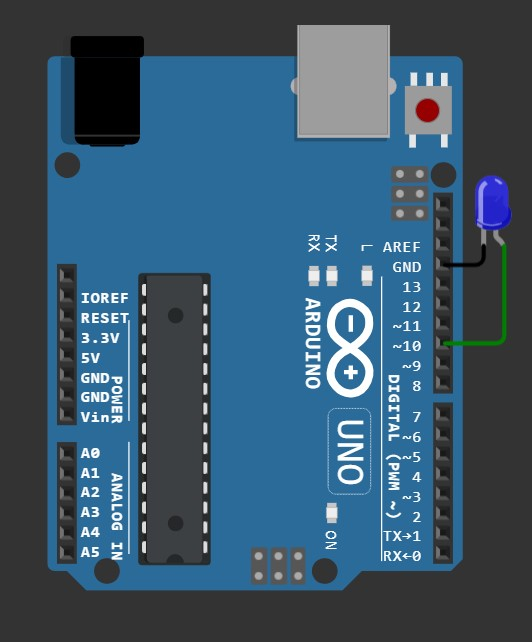 RX
TX
L
AREF
GND
13
12
~11
~10
~9
8
7
~6
~5
4
~3
2
TX→1
RX←0
DIGITAL (PWM ~)
ARDUINO
UNO
ON
IOREF
RESET
3.3V
5V
GND
GND
Vin
POWER
A0
A1
A2
A3
A4
A5
ANALOG IN